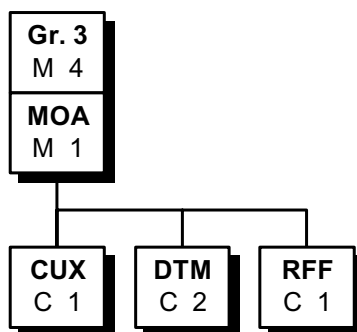 Gr. 3
M 4
MOA
M 1
CUX DTM RFF
C 1 C 2 C 1